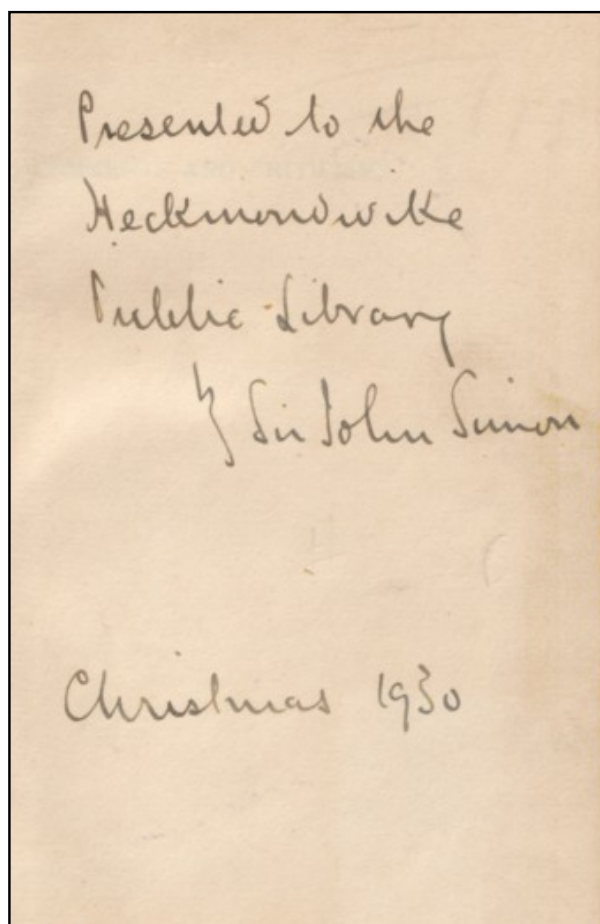 Presented to the
Heckmondwike
Public Library
by Sir John Simon
Christmas 1930